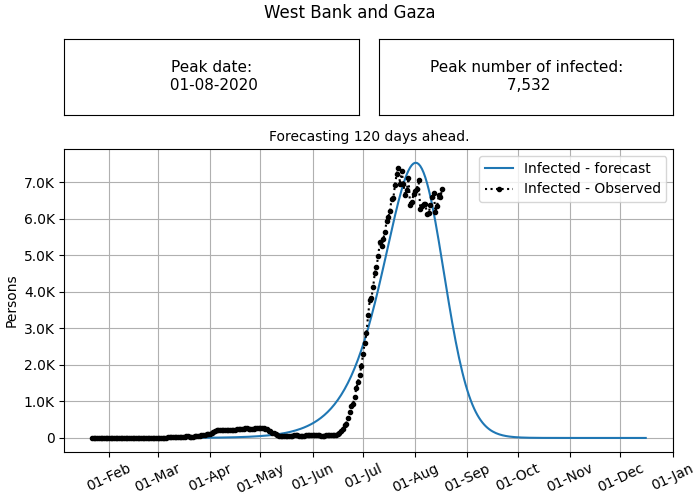 West Bank and Gaza
Peak date:
01-08-2020
Peak number of infected:
7,532
Forecasting 120 days ahead.
Infected - forecast
Infected - Observed
7.0K
6.0K
5.0K
4.0K
3.0K
2.0K
1.0K
0
Persons
01-Feb
01-Mar
01-Apr
01-May
01-Jun
01-Jul
01-Aug
01-Sep
01-Oct
01-Nov
01-Dec
01-Jan